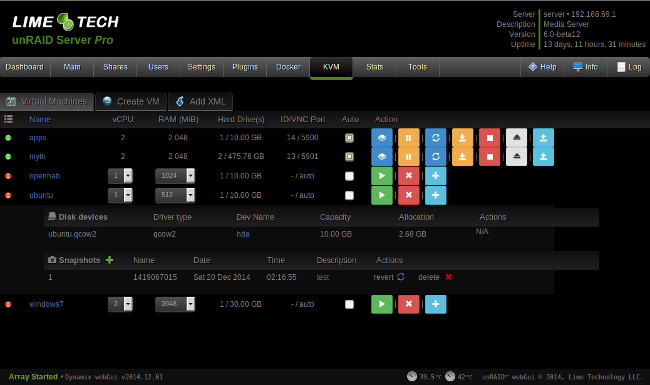 LIME TECH
unRAID Server Pro
Server server • 192.168.69.1
Description Media Server
Version 6.0-beta12
Uptime 13 days, 11 hours, 31 minutes
Dashboard Main Shares Users Settings Plugins Docker KVM Stats Tools Help Info Log
Virtual Machines Create VM Add XML
Name vCPU RAM (MiB) Hard Drive(s) ID/VNC Port Auto Action
apps 2 2 048 1 / 10.00 GB 14 / 5900
myth 2 2 048 2 / 475.76 GB 13 / 5901
openhab 1 1024 1 / 10.00 GB - / auto
ubuntu 1 512 1 / 10.00 GB - / auto
Disk devices Driver type Dev Name Capacity Allocation Actions
ubuntu.qcow2 qcow2 hda 10.00 GB 2.68 GB N/A
Snapshots Name Date Time Description Actions
1 1419067015 Sat 20 Dec 2014 02:16:55 test revert delete
windows7 2 2048 1 / 30.00 GB - / auto
Array Started • Dynamix webGui v2014.12.01 39.5°C 42°C unRAID™ webGui © 2014, Lime Technology LLC.